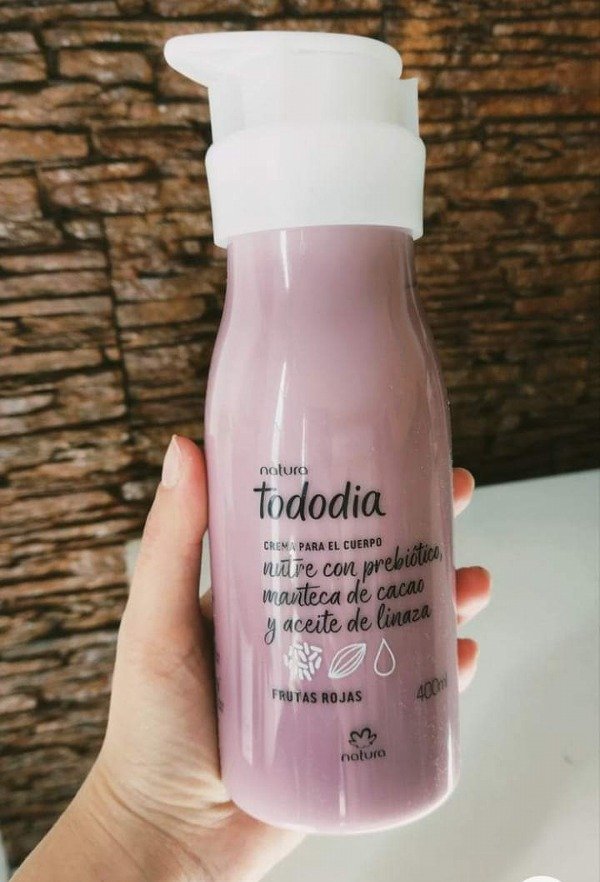 natura
tododia
CREMA PARA EL CUERPO
nutre con prebiótico,
manteca de cacao
y aceite de linaza
FRUTAS ROJAS
400ml
natura